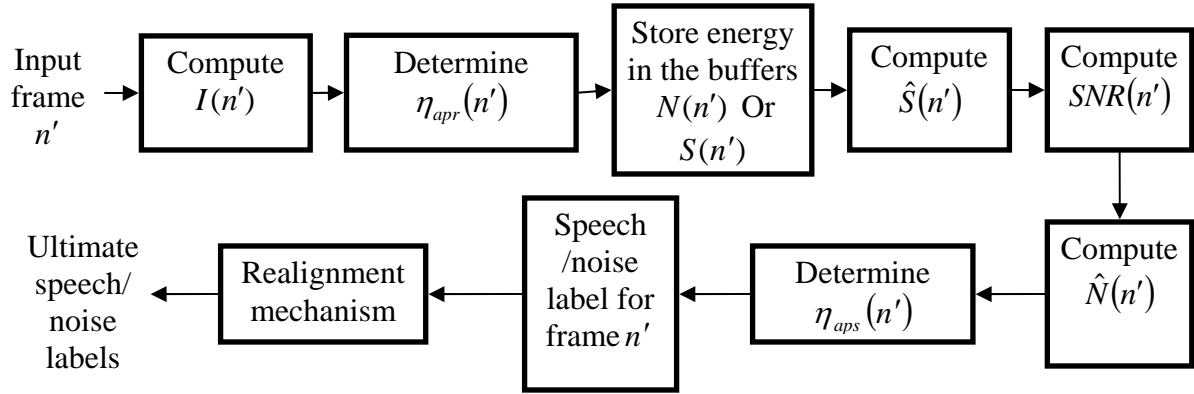 Input
frame
n′
Compute
I(n′)
Determine
η_apr(n′)
Store energy
in the buffers
N(n′) Or
S(n′)
Compute
Ŝ(n′)
Compute
SNR(n′)
Compute
N̂(n′)
Determine
η_aps(n′)
Speech
/noise
label for
frame n′
Realignment
mechanism
Ultimate
speech/
noise
labels